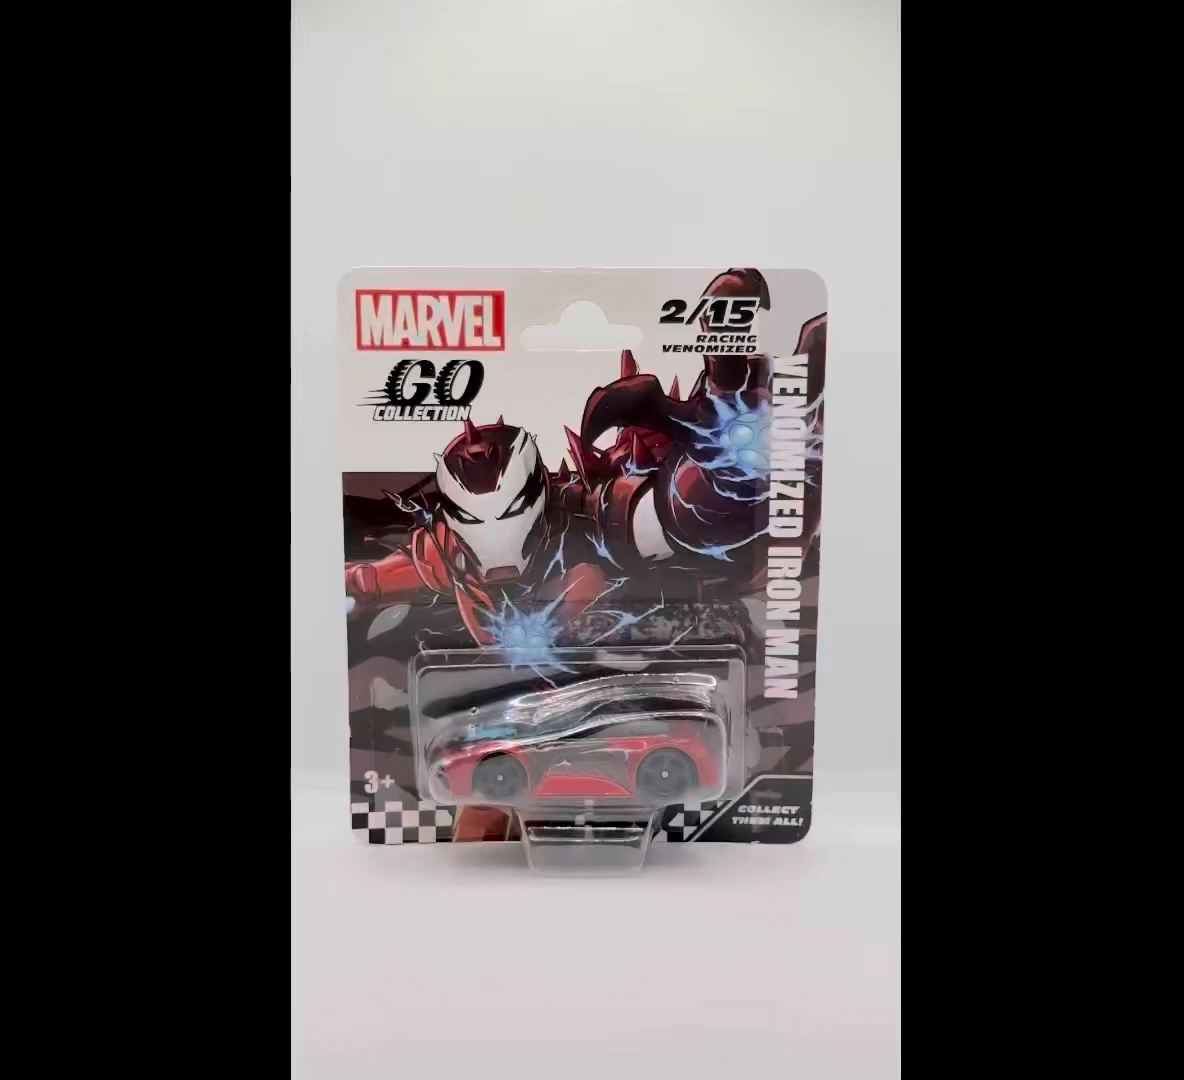 MARVEL
GO
COLLECTION
2/15
RACING
VENOMIZED
VENOMIZED IRON MAN
3+
COLLECT
THEM ALL!